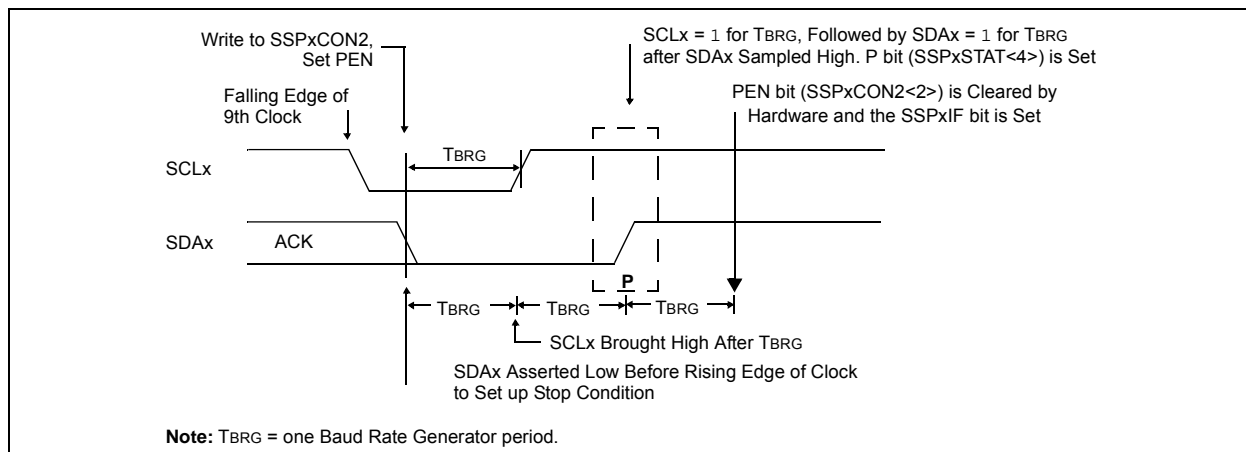 Write to SSPxCON2,
Set PEN
SCLx = 1 for TBRG, Followed by SDAx = 1 for TBRG
after SDAx Sampled High. P bit (SSPxSTAT<4>) is Set
Falling Edge of
9th Clock
PEN bit (SSPxCON2<2>) is Cleared by
Hardware and the SSPxIF bit is Set
SCLx
TBRG
SDAx
ACK
P
TBRG
TBRG
TBRG
SCLx Brought High After TBRG
SDAx Asserted Low Before Rising Edge of Clock
to Set up Stop Condition
Note: TBRG = one Baud Rate Generator period.